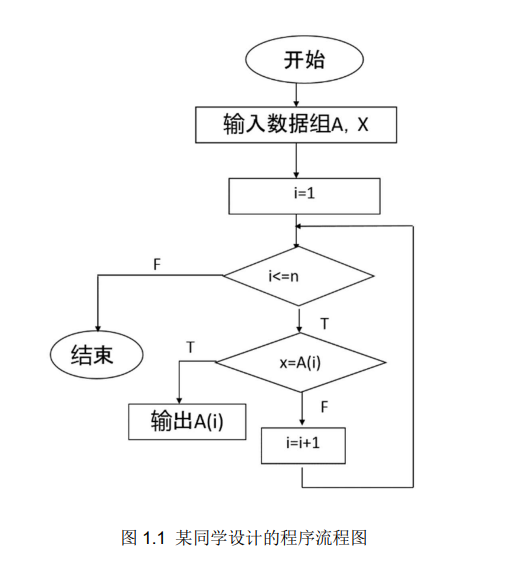 开始
输入数据组A, X
i=1
F
i<=n
T
结束
T
x=A(i)
输出A(i)
F
i=i+1
图 1.1 某同学设计的程序流程图